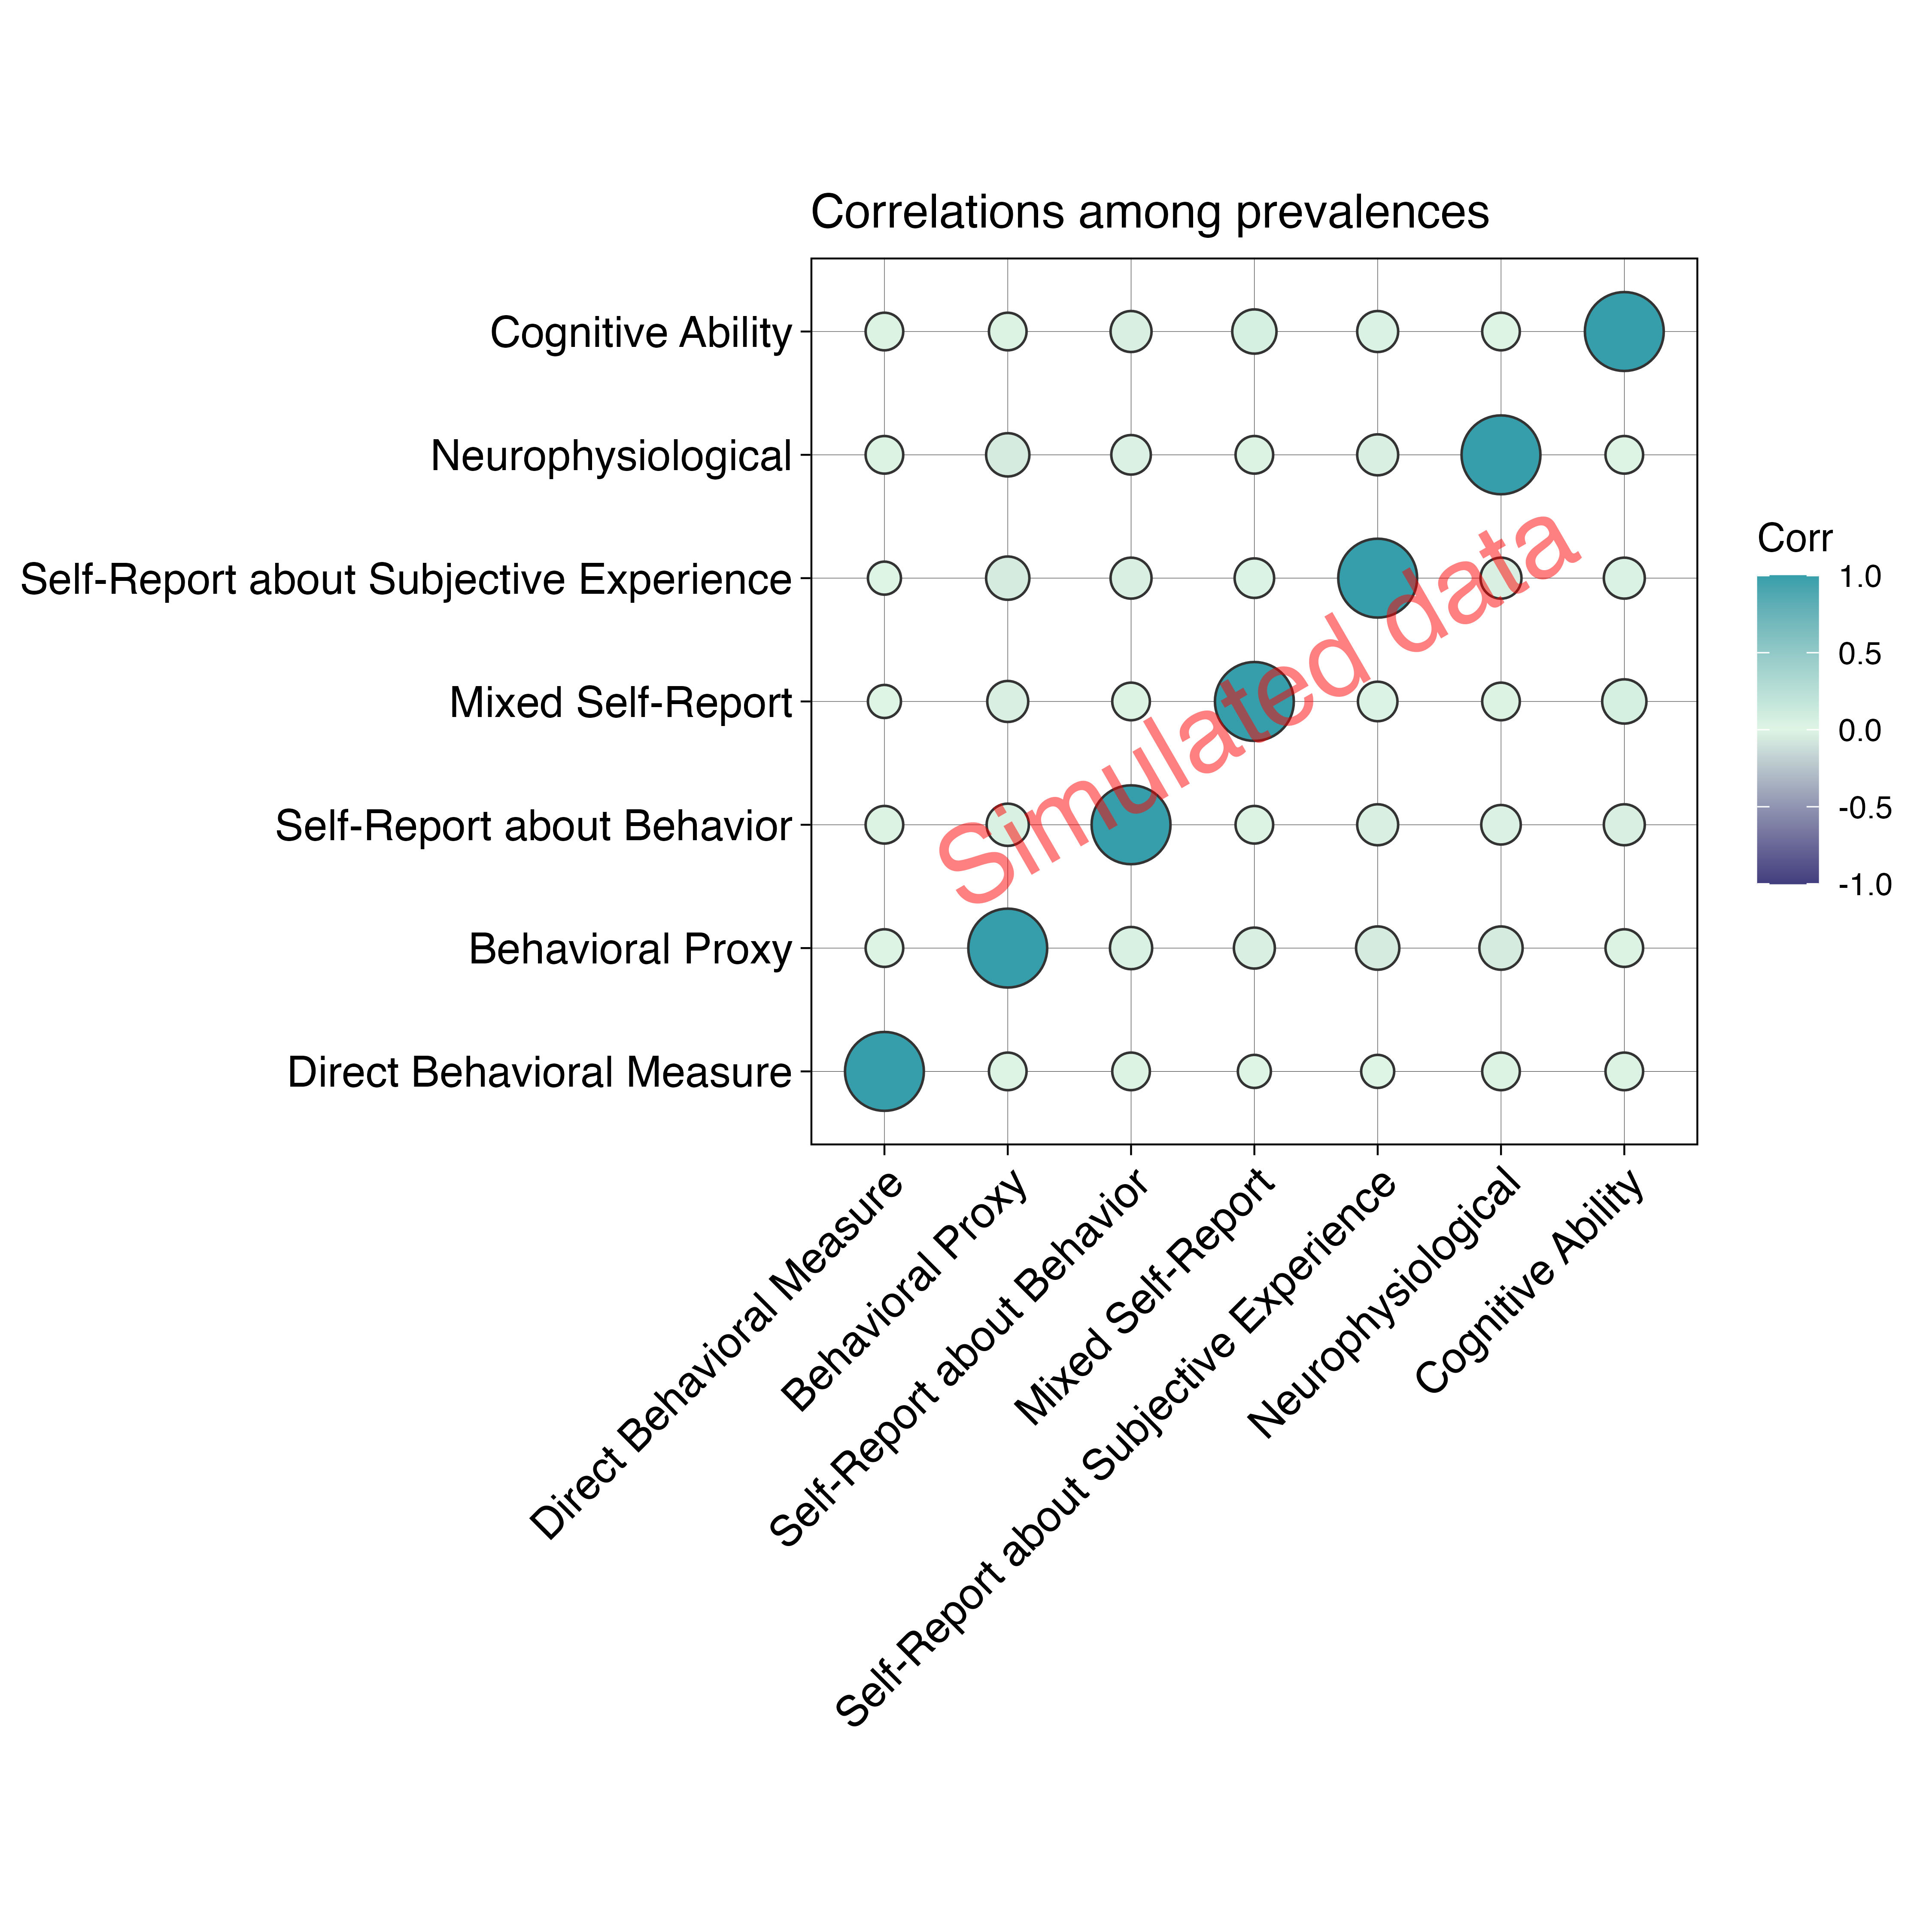 Correlations among prevalences
Cognitive Ability
Neurophysiological
Self-Report about Subjective Experience
Mixed Self-Report
Self-Report about Behavior
Behavioral Proxy
Direct Behavioral Measure
Simulated data
Direct Behavioral Measure
Behavioral Proxy
Self-Report about Behavior
Mixed Self-Report
Self-Report about Subjective Experience
Neurophysiological
Cognitive Ability
Corr
1.0
0.5
0.0
-0.5
-1.0